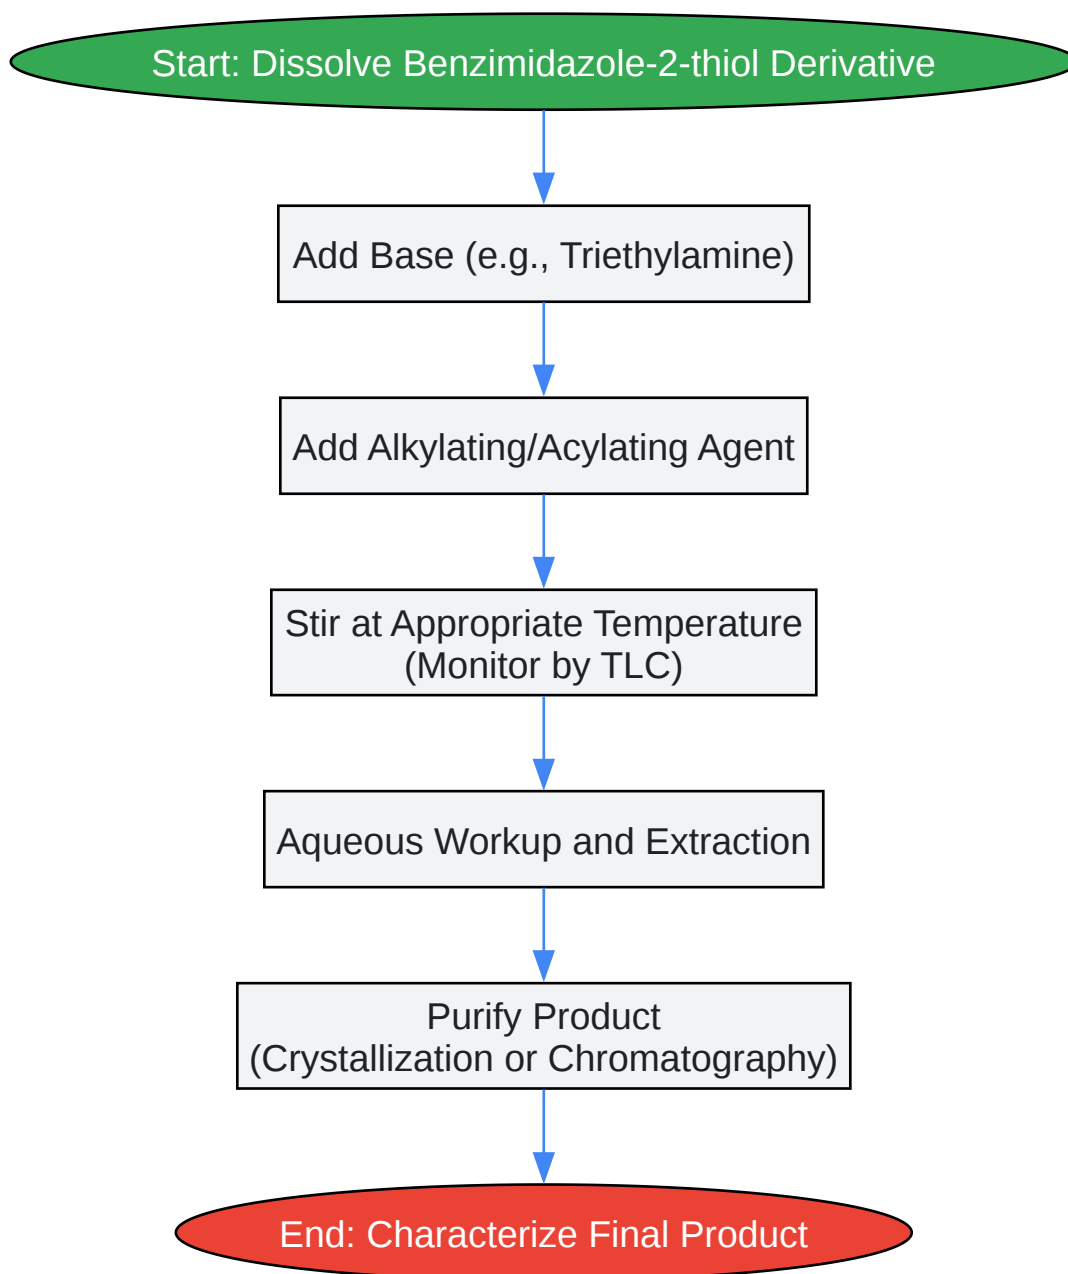 Start: Dissolve Benzimidazole-2-thiol Derivative
Add Base (e.g., Triethylamine)
Add Alkylating/Acylating Agent
Stir at Appropriate Temperature
(Monitor by TLC)
Aqueous Workup and Extraction
Purify Product
(Crystallization or Chromatography)
End: Characterize Final Product